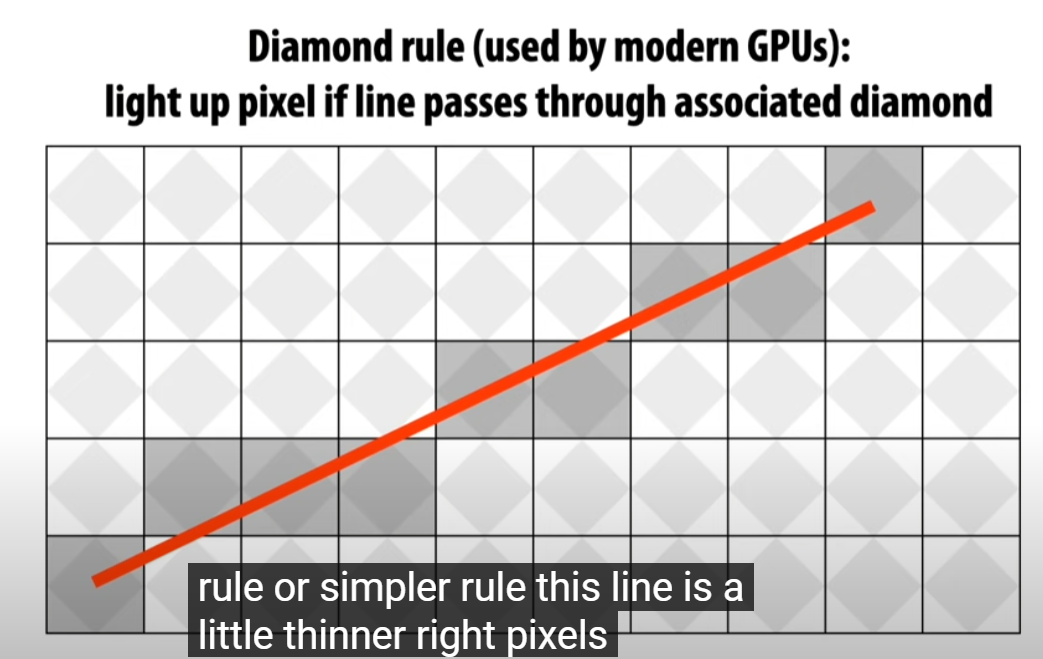 Diamond rule (used by modern GPUs):
light up pixel if line passes through associated diamond
rule or simpler rule this line is a
little thinner right pixels